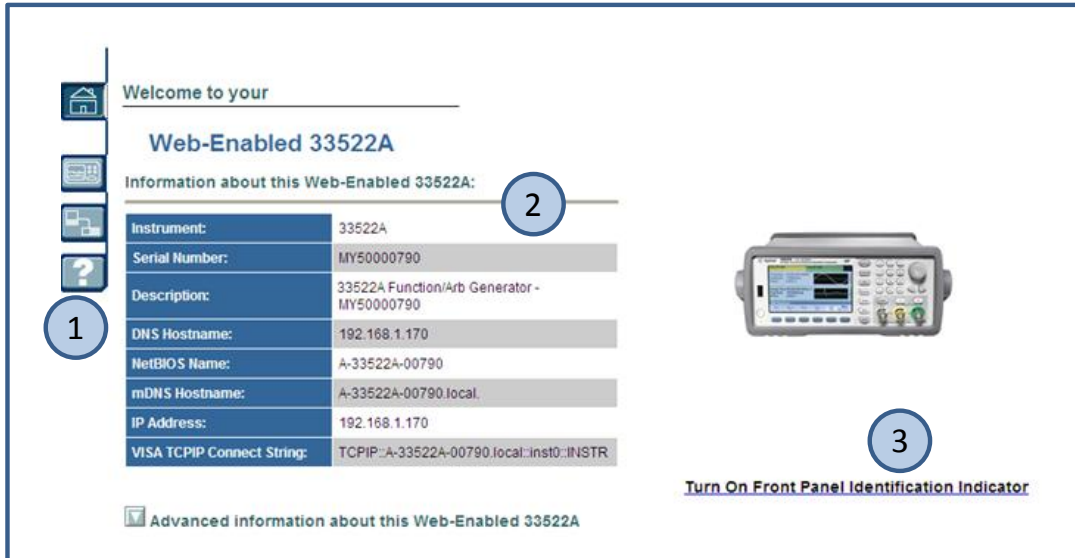 Welcome to your
Web-Enabled 33522A
Information about this Web-Enabled 33522A:
2
Instrument: 33522A
Serial Number: MY50000790
Description: 33522A Function/Arb Generator -
MY50000790
1
DNS Hostname: 192.168.1.170
NetBIOS Name: A-33522A-00790
mDNS Hostname: A-33522A-00790.local.
IP Address: 192.168.1.170
VISA TCPIP Connect String: TCPIP::A-33522A-00790.local::inst0::INSTR
3
Turn On Front Panel Identification Indicator
Advanced information about this Web-Enabled 33522A